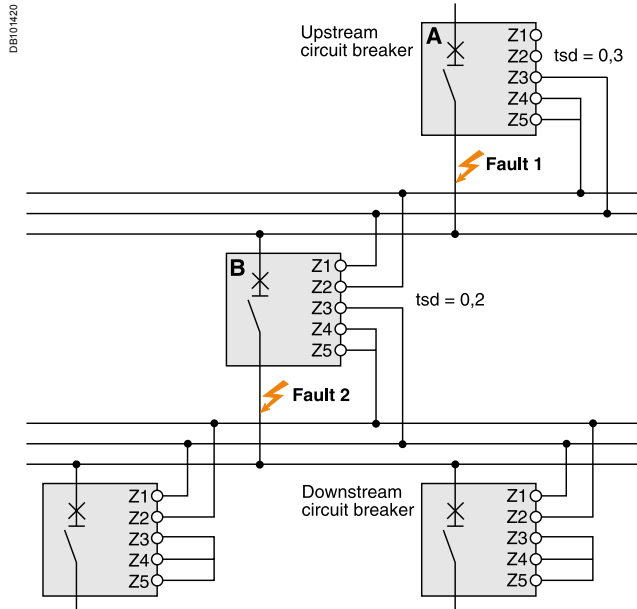 DB101420
Upstream
circuit breaker
A
Z1
Z2
Z3
Z4
Z5
tsd = 0,3
Fault 1
B
Z1
Z2
Z3
Z4
Z5
tsd = 0,2
Fault 2
Z1
Z2
Z3
Z4
Z5
Downstream
circuit breaker
Z1
Z2
Z3
Z4
Z5